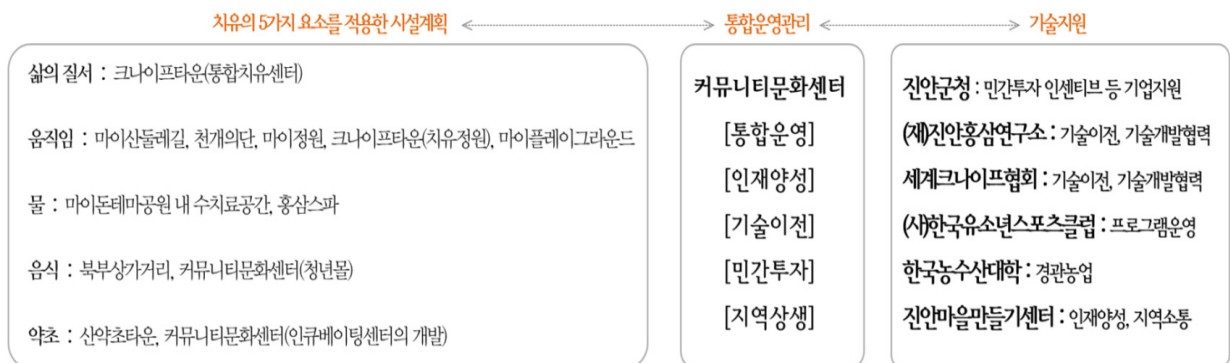 치유의 5가지 요소를 적용한 시설계획
통합운영관리
기술지원
삶의 질서 : 크나이프타운(통합치유센터)
움직임 : 마이산둘레길, 천개의단, 마이정원, 크나이프타운(치유정원), 마이플레이그라운드
물 : 마이돈테마공원 내 수치료공간, 홍삼스파
음식 : 북부상가거리, 커뮤니티문화센터(청년몰)
약초 : 산약초타운, 커뮤니티문화센터(인큐베이팅센터의 개발)
커뮤니티문화센터
[통합운영]
[인재양성]
[기술이전]
[민간투자]
[지역상생]
진안군청 : 민간투자 인센티브 등 기업지원
(재)진안홍삼연구소 : 기술이전, 기술개발협력
세계크나이프협회 : 기술이전, 기술개발협력
(사)한국유소년스포츠클럽 : 프로그램운영
한국농수산대학 : 경관농업
진안마을만들기센터 : 인재양성, 지역소통